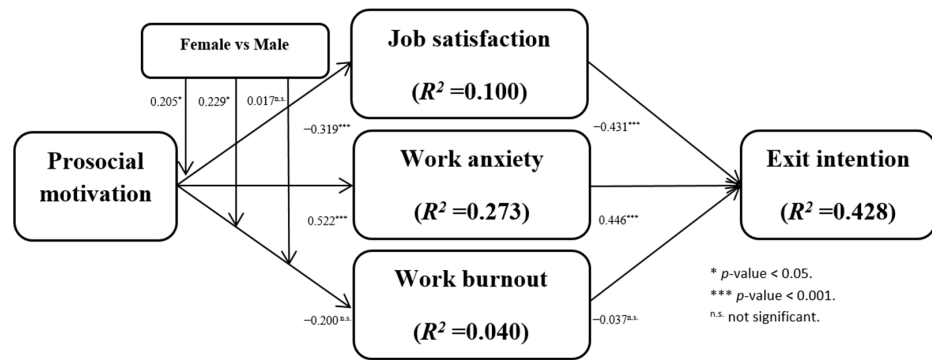 Female vs Male
Job satisfaction
(R² =0.100)
0.205* 0.229* 0.017n.s.
−0.319*** −0.431***
Prosocial
motivation
Work anxiety
(R² =0.273)
Exit intention
(R² =0.428)
0.522*** 0.446***
Work burnout
(R² =0.040)
−0.200n.s. −0.037n.s.
* p-value < 0.05.
*** p-value < 0.001.
n.s. not significant.